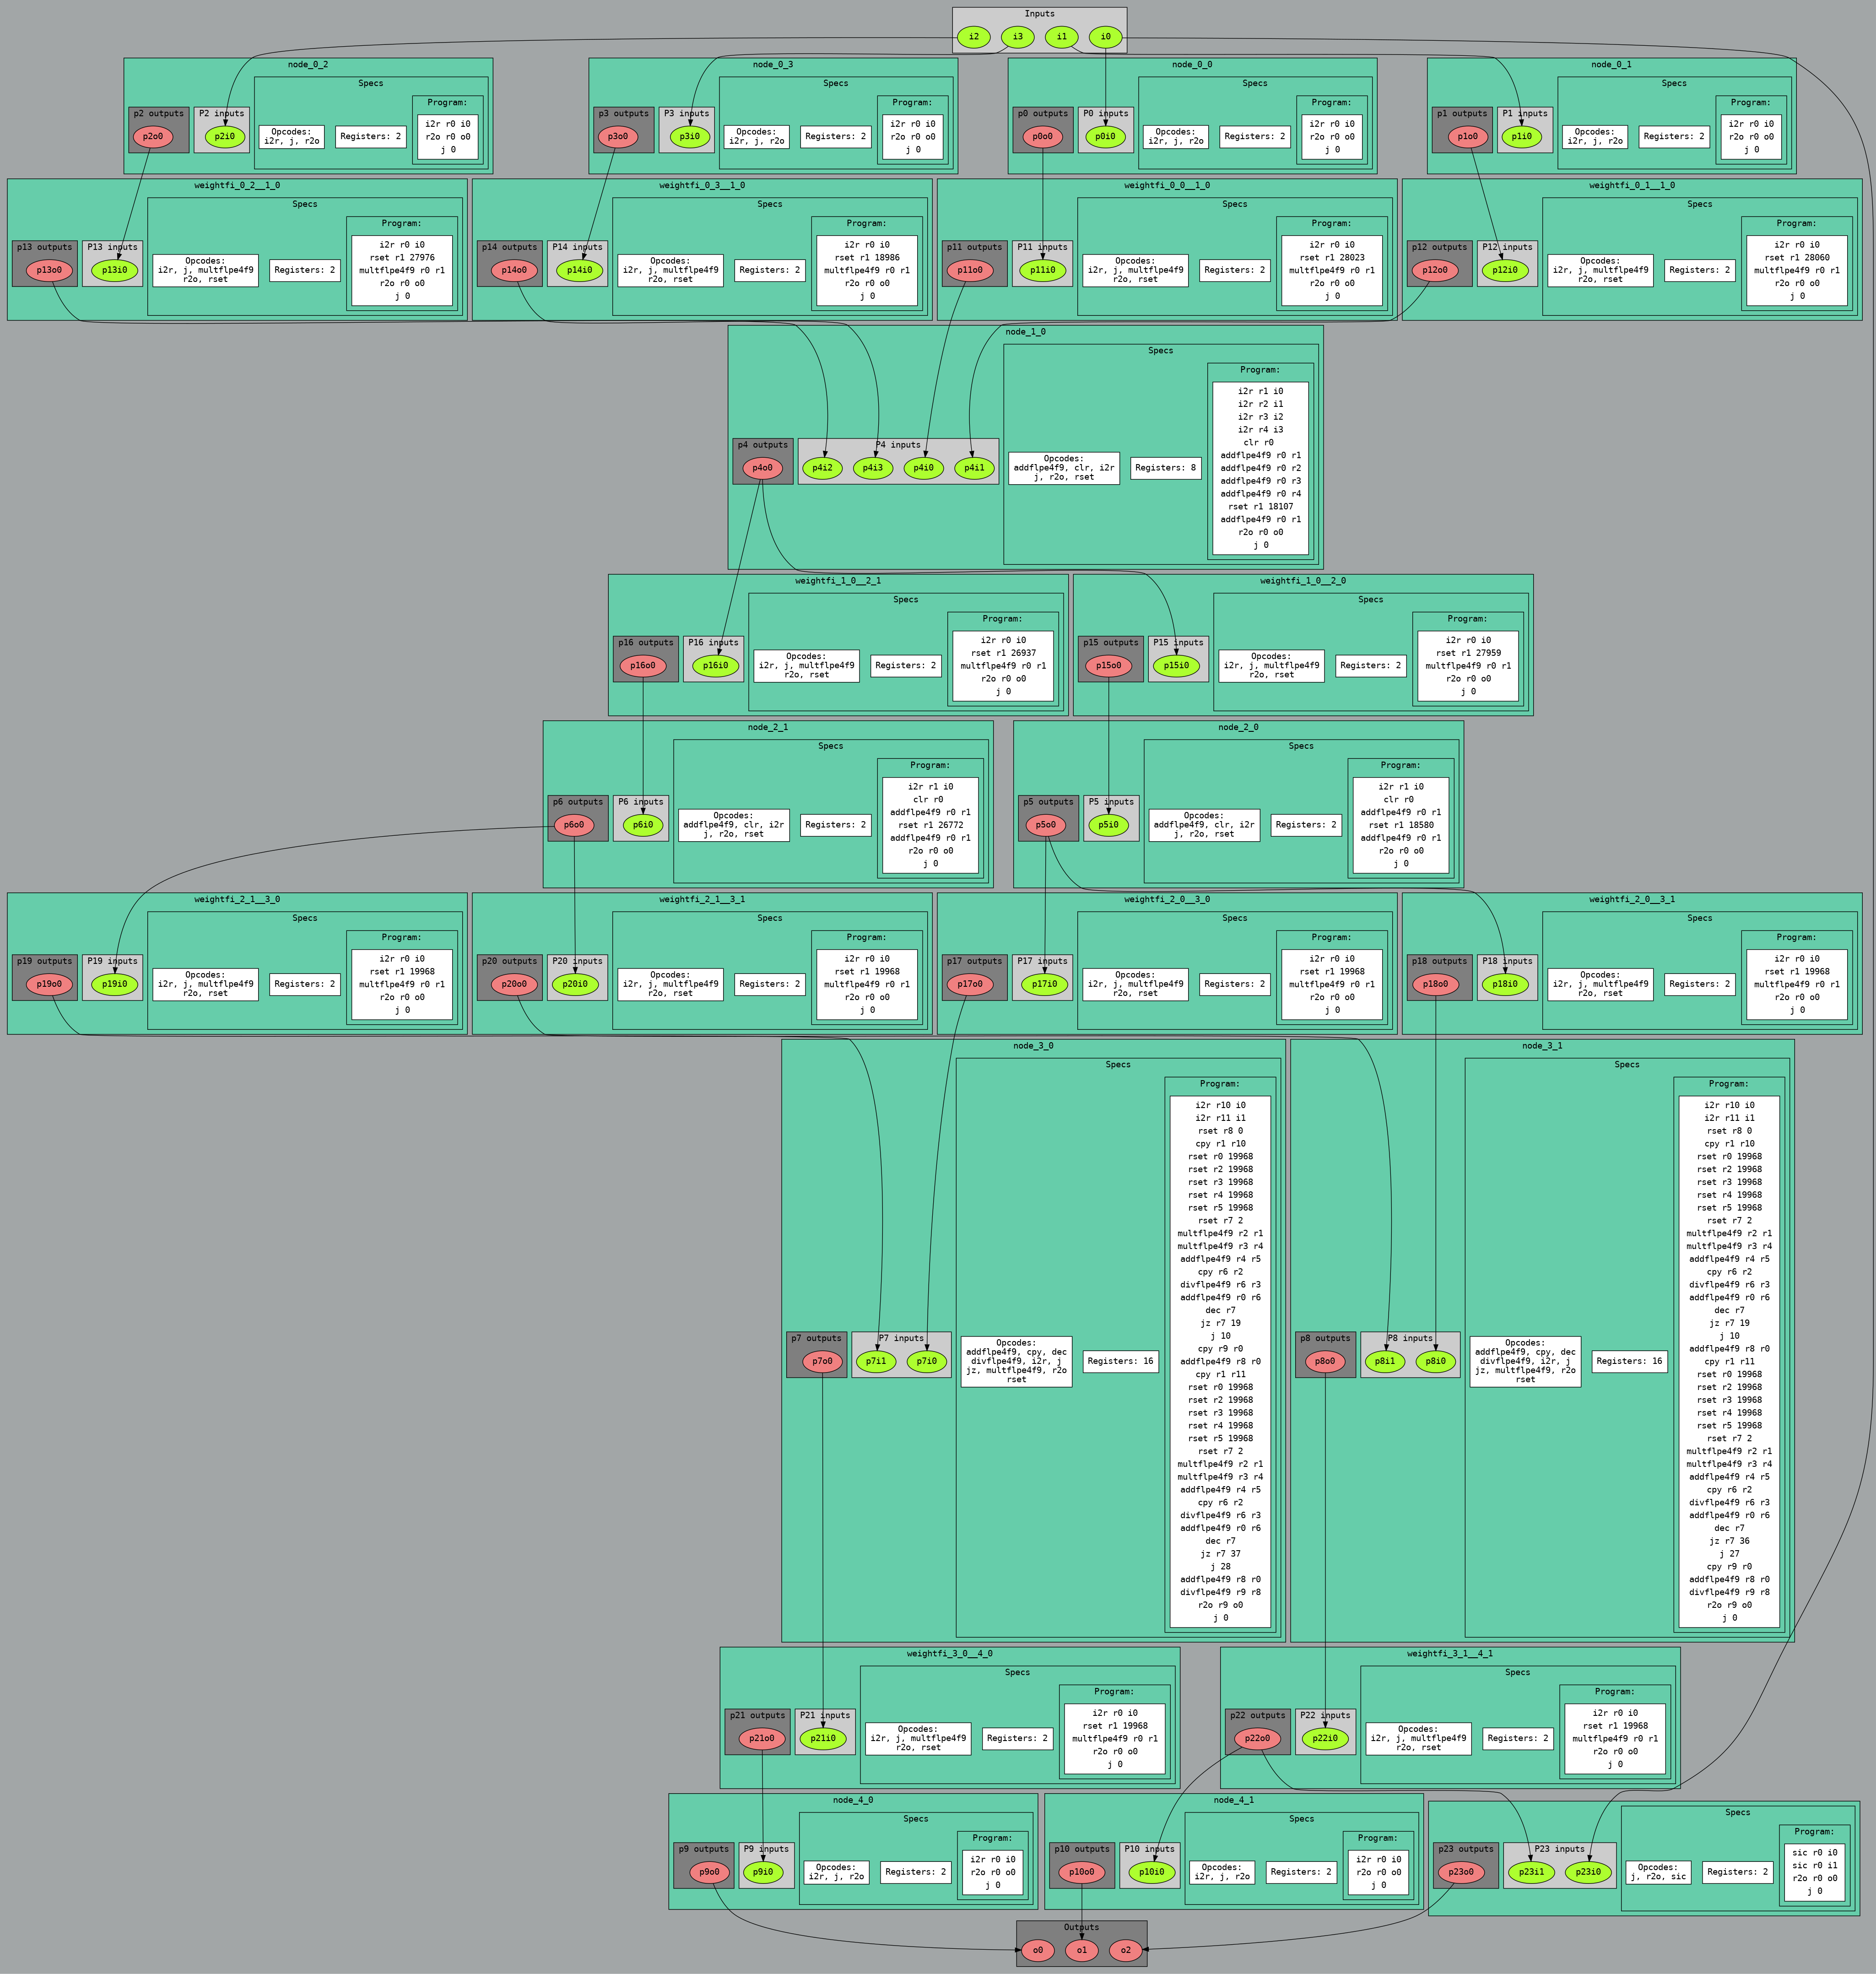 Inputs
i2
i3
i1
i0
node_0_2
p2 outputs
p2o0
P2 inputs
p2i0
Specs
Opcodes:
i2r, j, r2o
Registers: 2
Program:
i2r r0 i0
r2o r0 o0
j 0
node_0_3
p3 outputs
p3o0
P3 inputs
p3i0
Specs
Opcodes:
i2r, j, r2o
Registers: 2
Program:
i2r r0 i0
r2o r0 o0
j 0
node_0_0
p0 outputs
p0o0
P0 inputs
p0i0
Specs
Opcodes:
i2r, j, r2o
Registers: 2
Program:
i2r r0 i0
r2o r0 o0
j 0
node_0_1
p1 outputs
p1o0
P1 inputs
p1i0
Specs
Opcodes:
i2r, j, r2o
Registers: 2
Program:
i2r r0 i0
r2o r0 o0
j 0
weightfi_0_2__1_0
p13 outputs
p13o0
P13 inputs
p13i0
Specs
Opcodes:
i2r, j, multflpe4f9
r2o, rset
Registers: 2
Program:
i2r r0 i0
rset r1 27976
multflpe4f9 r0 r1
r2o r0 o0
j 0
weightfi_0_3__1_0
p14 outputs
p14o0
P14 inputs
p14i0
Specs
Opcodes:
i2r, j, multflpe4f9
r2o, rset
Registers: 2
Program:
i2r r0 i0
rset r1 18986
multflpe4f9 r0 r1
r2o r0 o0
j 0
weightfi_0_0__1_0
p11 outputs
p11o0
P11 inputs
p11i0
Specs
Opcodes:
i2r, j, multflpe4f9
r2o, rset
Registers: 2
Program:
i2r r0 i0
rset r1 28023
multflpe4f9 r0 r1
r2o r0 o0
j 0
weightfi_0_1__1_0
p12 outputs
p12o0
P12 inputs
p12i0
Specs
Opcodes:
i2r, j, multflpe4f9
r2o, rset
Registers: 2
Program:
i2r r0 i0
rset r1 28060
multflpe4f9 r0 r1
r2o r0 o0
j 0
node_1_0
p4 outputs
p4o0
P4 inputs
p4i2
p4i3
p4i0
p4i1
Specs
Opcodes:
addflpe4f9, clr, i2r
j, r2o, rset
Registers: 8
Program:
i2r r1 i0
i2r r2 i1
i2r r3 i2
i2r r4 i3
clr r0
addflpe4f9 r0 r1
addflpe4f9 r0 r2
addflpe4f9 r0 r3
addflpe4f9 r0 r4
rset r1 18107
addflpe4f9 r0 r1
r2o r0 o0
j 0
weightfi_1_0__2_1
p16 outputs
p16o0
P16 inputs
p16i0
Specs
Opcodes:
i2r, j, multflpe4f9
r2o, rset
Registers: 2
Program:
i2r r0 i0
rset r1 26937
multflpe4f9 r0 r1
r2o r0 o0
j 0
weightfi_1_0__2_0
p15 outputs
p15o0
P15 inputs
p15i0
Specs
Opcodes:
i2r, j, multflpe4f9
r2o, rset
Registers: 2
Program:
i2r r0 i0
rset r1 27959
multflpe4f9 r0 r1
r2o r0 o0
j 0
node_2_1
p6 outputs
p6o0
P6 inputs
p6i0
Specs
Opcodes:
addflpe4f9, clr, i2r
j, r2o, rset
Registers: 2
Program:
i2r r1 i0
clr r0
addflpe4f9 r0 r1
rset r1 26772
addflpe4f9 r0 r1
r2o r0 o0
j 0
node_2_0
p5 outputs
p5o0
P5 inputs
p5i0
Specs
Opcodes:
addflpe4f9, clr, i2r
j, r2o, rset
Registers: 2
Program:
i2r r1 i0
clr r0
addflpe4f9 r0 r1
rset r1 18580
addflpe4f9 r0 r1
r2o r0 o0
j 0
weightfi_2_1__3_0
p19 outputs
p19o0
P19 inputs
p19i0
Specs
Opcodes:
i2r, j, multflpe4f9
r2o, rset
Registers: 2
Program:
i2r r0 i0
rset r1 19968
multflpe4f9 r0 r1
r2o r0 o0
j 0
weightfi_2_1__3_1
p20 outputs
p20o0
P20 inputs
p20i0
Specs
Opcodes:
i2r, j, multflpe4f9
r2o, rset
Registers: 2
Program:
i2r r0 i0
rset r1 19968
multflpe4f9 r0 r1
r2o r0 o0
j 0
weightfi_2_0__3_0
p17 outputs
p17o0
P17 inputs
p17i0
Specs
Opcodes:
i2r, j, multflpe4f9
r2o, rset
Registers: 2
Program:
i2r r0 i0
rset r1 19968
multflpe4f9 r0 r1
r2o r0 o0
j 0
weightfi_2_0__3_1
p18 outputs
p18o0
P18 inputs
p18i0
Specs
Opcodes:
i2r, j, multflpe4f9
r2o, rset
Registers: 2
Program:
i2r r0 i0
rset r1 19968
multflpe4f9 r0 r1
r2o r0 o0
j 0
node_3_0
p7 outputs
p7o0
P7 inputs
p7i1
p7i0
Specs
Opcodes:
addflpe4f9, cpy, dec
divflpe4f9, i2r, j
jz, multflpe4f9, r2o
rset
Registers: 16
Program:
i2r r10 i0
i2r r11 i1
rset r8 0
cpy r1 r10
rset r0 19968
rset r2 19968
rset r3 19968
rset r4 19968
rset r5 19968
rset r7 2
multflpe4f9 r2 r1
multflpe4f9 r3 r4
addflpe4f9 r4 r5
cpy r6 r2
divflpe4f9 r6 r3
addflpe4f9 r0 r6
dec r7
jz r7 19
j 10
cpy r9 r0
addflpe4f9 r8 r0
cpy r1 r11
rset r0 19968
rset r2 19968
rset r3 19968
rset r4 19968
rset r5 19968
rset r7 2
multflpe4f9 r2 r1
multflpe4f9 r3 r4
addflpe4f9 r4 r5
cpy r6 r2
divflpe4f9 r6 r3
addflpe4f9 r0 r6
dec r7
jz r7 37
j 28
addflpe4f9 r8 r0
divflpe4f9 r9 r8
r2o r9 o0
j 0
node_3_1
p8 outputs
p8o0
P8 inputs
p8i1
p8i0
Specs
Opcodes:
addflpe4f9, cpy, dec
divflpe4f9, i2r, j
jz, multflpe4f9, r2o
rset
Registers: 16
Program:
i2r r10 i0
i2r r11 i1
rset r8 0
cpy r1 r10
rset r0 19968
rset r2 19968
rset r3 19968
rset r4 19968
rset r5 19968
rset r7 2
multflpe4f9 r2 r1
multflpe4f9 r3 r4
addflpe4f9 r4 r5
cpy r6 r2
divflpe4f9 r6 r3
addflpe4f9 r0 r6
dec r7
jz r7 19
j 10
addflpe4f9 r8 r0
cpy r1 r11
rset r0 19968
rset r2 19968
rset r3 19968
rset r4 19968
rset r5 19968
rset r7 2
multflpe4f9 r2 r1
multflpe4f9 r3 r4
addflpe4f9 r4 r5
cpy r6 r2
divflpe4f9 r6 r3
addflpe4f9 r0 r6
dec r7
jz r7 36
j 27
cpy r9 r0
addflpe4f9 r8 r0
divflpe4f9 r9 r8
r2o r9 o0
j 0
weightfi_3_0__4_0
p21 outputs
p21o0
P21 inputs
p21i0
Specs
Opcodes:
i2r, j, multflpe4f9
r2o, rset
Registers: 2
Program:
i2r r0 i0
rset r1 19968
multflpe4f9 r0 r1
r2o r0 o0
j 0
weightfi_3_1__4_1
p22 outputs
p22o0
P22 inputs
p22i0
Specs
Opcodes:
i2r, j, multflpe4f9
r2o, rset
Registers: 2
Program:
i2r r0 i0
rset r1 19968
multflpe4f9 r0 r1
r2o r0 o0
j 0
node_4_0
p9 outputs
p9o0
P9 inputs
p9i0
Specs
Opcodes:
i2r, j, r2o
Registers: 2
Program:
i2r r0 i0
r2o r0 o0
j 0
node_4_1
p10 outputs
p10o0
P10 inputs
p10i0
Specs
Opcodes:
i2r, j, r2o
Registers: 2
Program:
i2r r0 i0
r2o r0 o0
j 0
p23 outputs
p23o0
P23 inputs
p23i1
p23i0
Specs
Opcodes:
j, r2o, sic
Registers: 2
Program:
sic r0 i0
sic r0 i1
r2o r0 o0
j 0
Outputs
o0
o1
o2